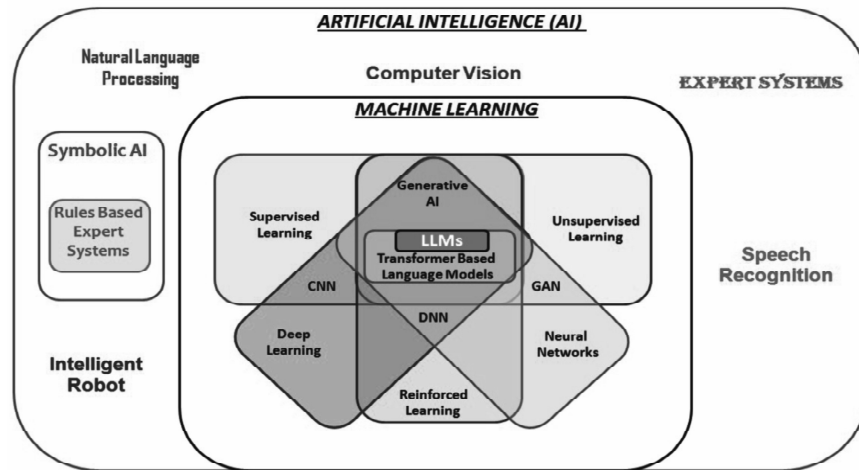 ARTIFICIAL INTELLIGENCE (AI)
Natural Language
Processing
Computer Vision
EXPERT SYSTEMS
MACHINE LEARNING
Symbolic AI
Rules Based
Expert
Systems
Generative
AI
Supervised
Learning
Unsupervised
Learning
LLMs
Transformer Based
Language Models
Speech
Recognition
CNN
GAN
DNN
Deep
Learning
Neural
Networks
Intelligent
Robot
Reinforced
Learning